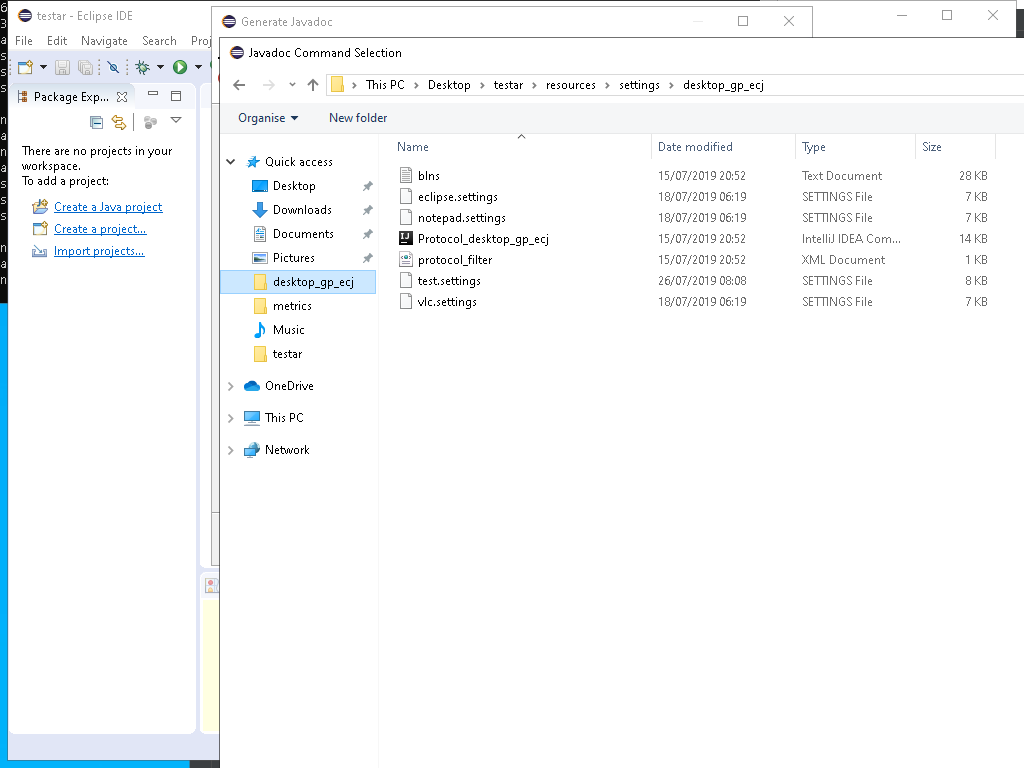 testar - Eclipse IDE
File Edit Navigate Search Proj
Package Exp...
There are no projects in your
workspace.
To add a project:
Create a Java project
Create a project...
Import projects...
Generate Javadoc
Javadoc Command Selection
This PC > Desktop > testar > resources > settings > desktop_gp_ecj
Organise New folder
Quick access
Desktop
Downloads
Documents
Pictures
desktop_gp_ecj
metrics
Music
testar
OneDrive
This PC
Network
Name Date modified Type Size
blns 15/07/2019 20:52 Text Document 28 KB
eclipse.settings 18/07/2019 06:19 SETTINGS File 7 KB
notepad.settings 18/07/2019 06:19 SETTINGS File 7 KB
Protocol_desktop_gp_ecj 15/07/2019 20:52 IntelliJ IDEA Com... 14 KB
protocol_filter 15/07/2019 20:52 XML Document 1 KB
test.settings 26/07/2019 08:08 SETTINGS File 8 KB
vlc.settings 18/07/2019 06:19 SETTINGS File 7 KB